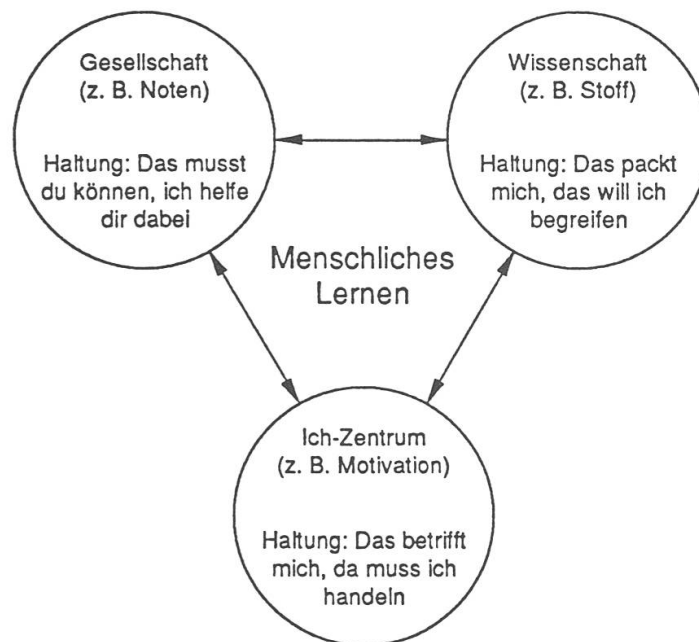 Gesellschaft
(z. B. Noten)
Haltung: Das musst
du können, ich helfe
dir dabei
Wissenschaft
(z. B. Stoff)
Haltung: Das packt
mich, das will ich
begreifen
Menschliches
Lernen
Ich-Zentrum
(z. B. Motivation)
Haltung: Das betrifft
mich, da muss ich
handeln